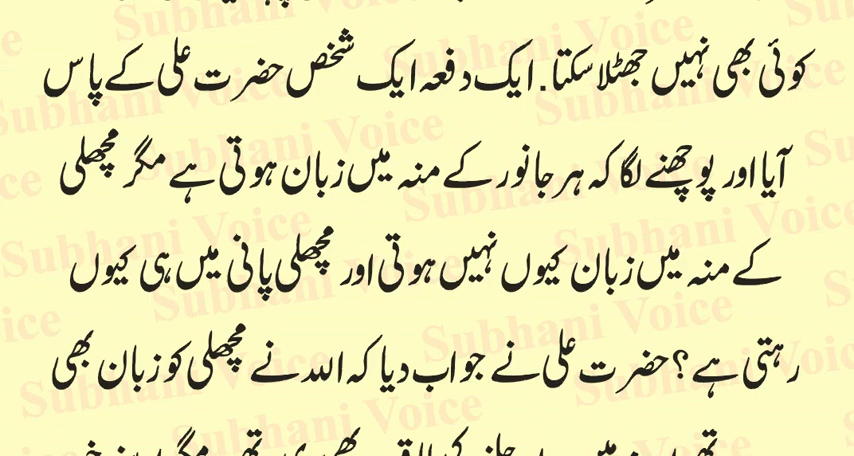 کوئی بھی نہیں جھٹلا سکتا. ایک دفعہ ایک شخص حضرت علی کے پاس
آیا اور پوچھنے لگا کہ ہر جانور کے منہ میں زبان ہوتی ہے مگر مچھلی
کے منہ میں زبان کیوں نہیں ہوتی اور مچھلی پانی میں ہی کیوں
رہتی ہے؟ حضرت علی نے جواب دیا کہ اللہ نے مچھلی کو زبان بھی
Subhani Voice